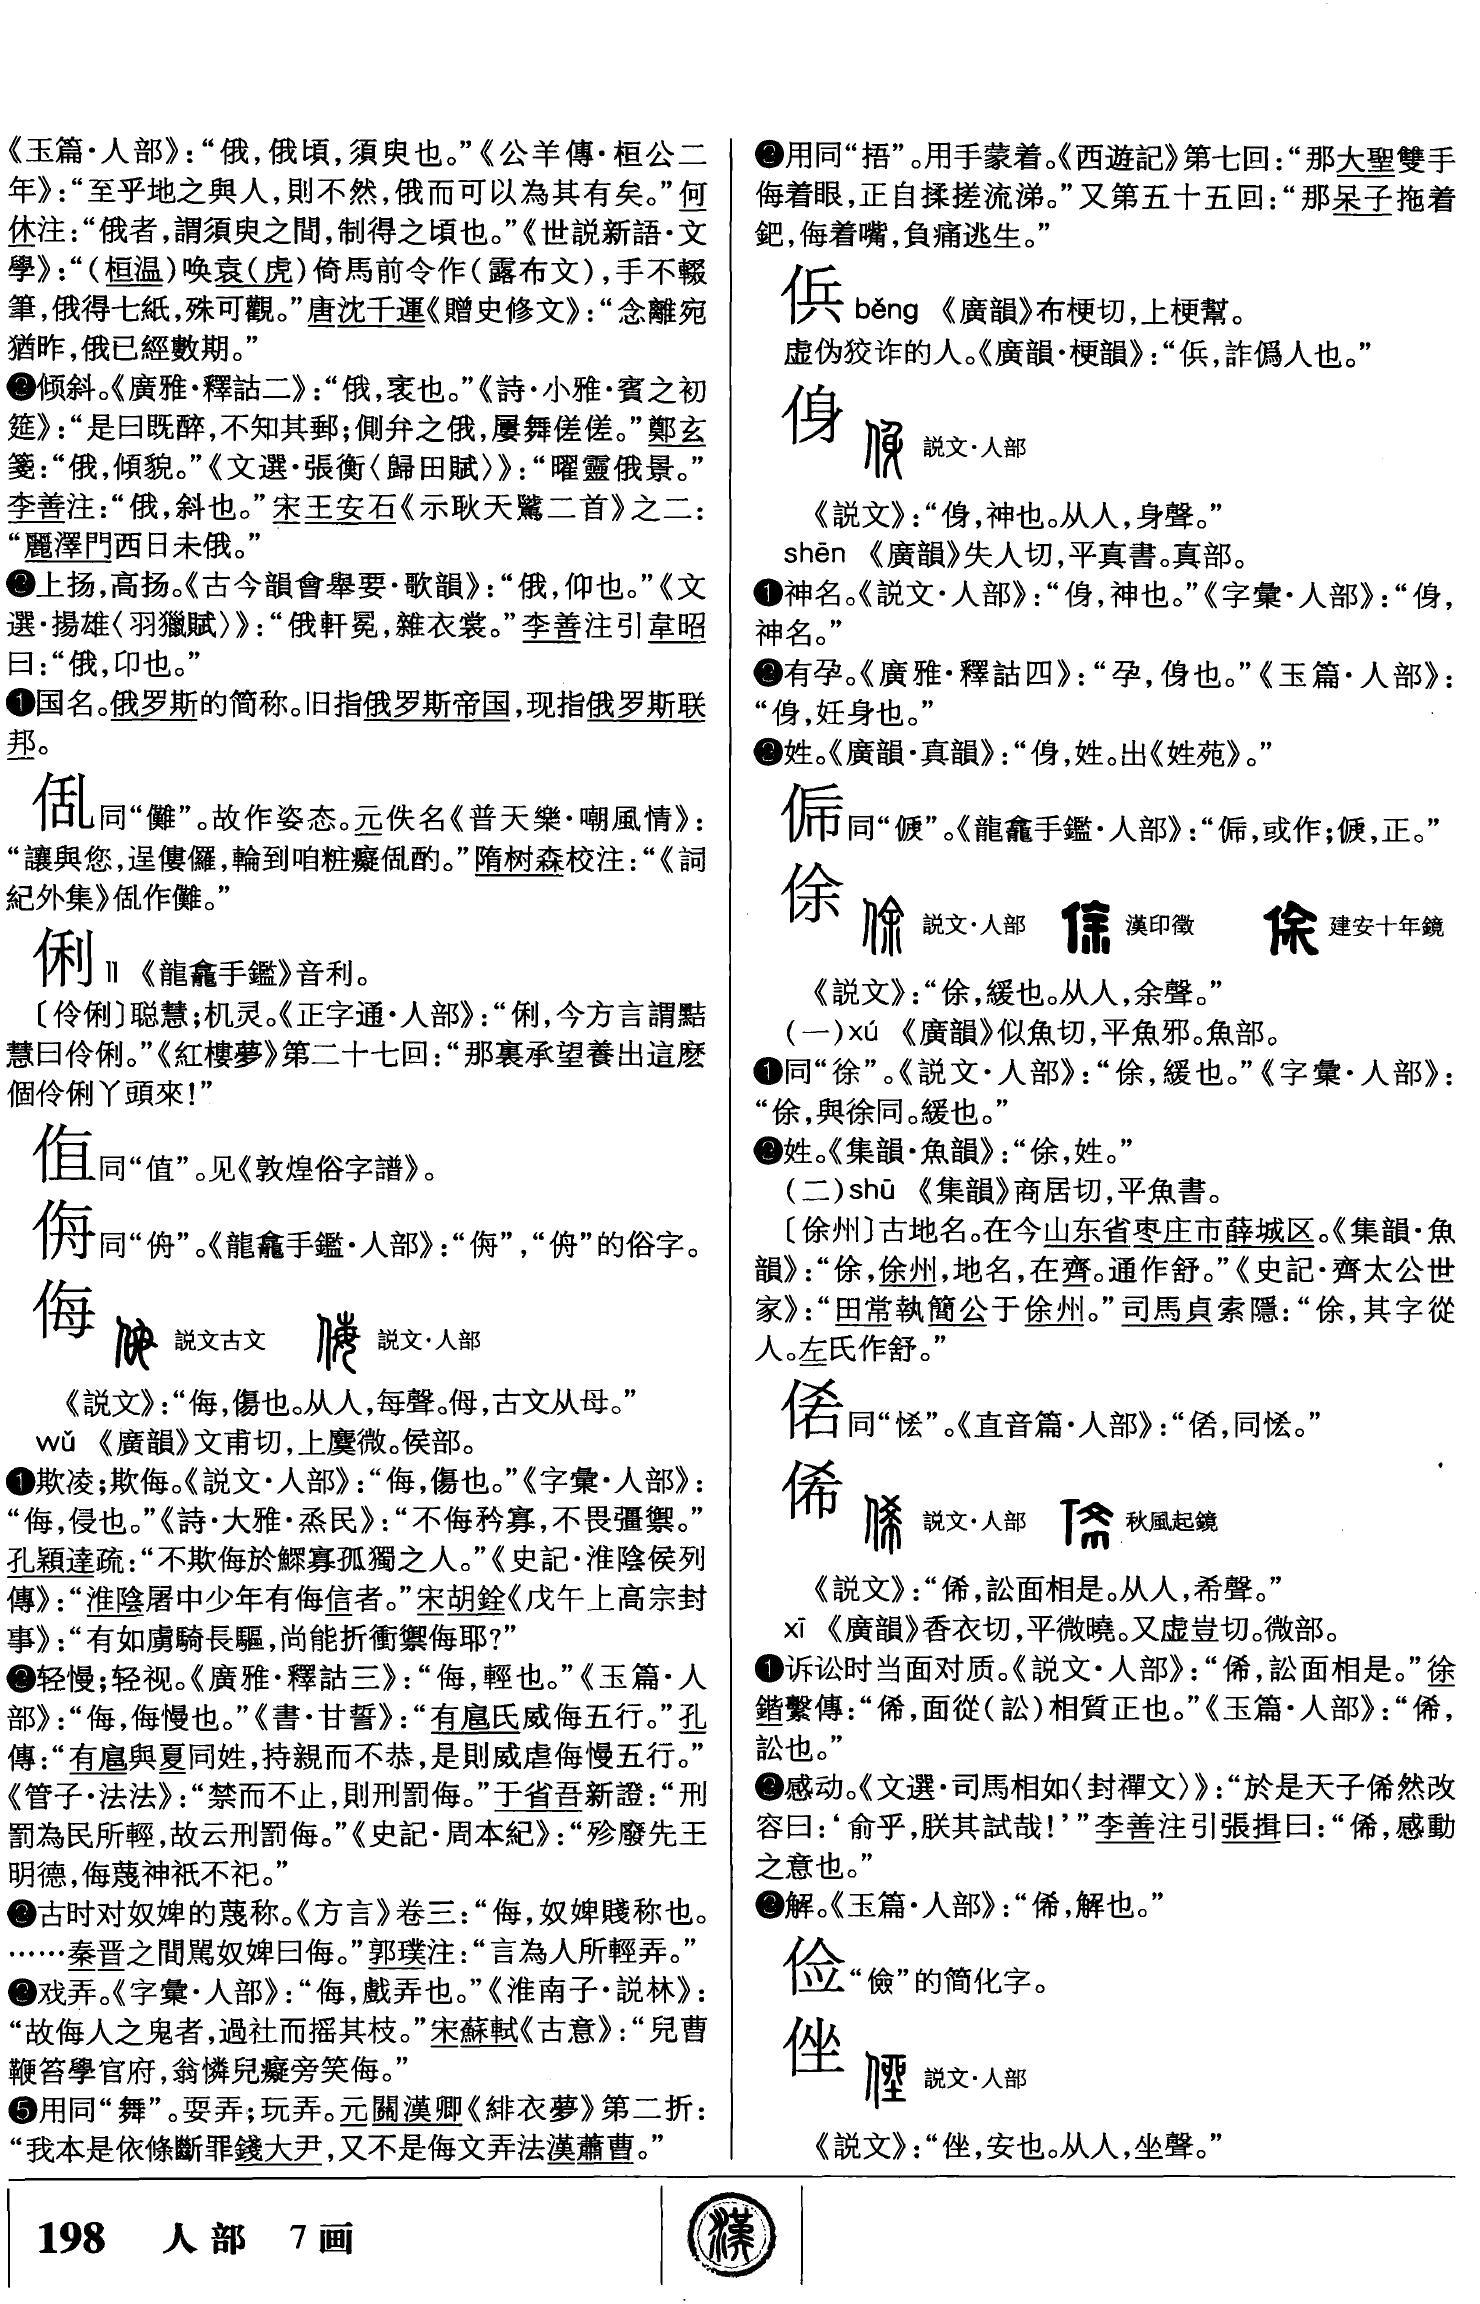 《玉篇·人部》：“俄，俄頃，須臾也。”《公羊傳·桓公二
年》：“至乎地之與人，則不然，俄而可以為其有矣。”何
休注：“俄者，謂須臾之間，制得之頃也。”《世説新語·文
學》：“（桓温）唤袁（虎）倚馬前令作（露布文），手不輟
筆，俄得七紙，殊可觀。”唐沈千運《贈史修文》：“念離宛
猶昨，俄已經數期。”
❷倾斜。《廣雅·釋詁二》：“俄，衺也。”《詩·小雅·賓之初
筵》：“是曰既醉，不知其郵；側弁之俄，屢舞傞傞。”鄭玄
箋：“俄，傾貌。”《文選·張衡〈歸田賦〉》：“曜靈俄景。”
李善注：“俄，斜也。”宋王安石《示耿天騭二首》之二：
“麗澤門西日未俄。”
❸上扬，高扬。《古今韻會舉要·歌韻》：“俄，仰也。”《文
選·揚雄〈羽獵賦〉》：“俄軒冕，雜衣裳。”李善注引韋昭
曰：“俄，卬也。”
❶国名。俄罗斯的简称。旧指俄罗斯帝国，现指俄罗斯联
邦。
同“儺”。故作姿态。元佚名《普天樂·嘲風情》：
“讓與您，逞僂儸，輪到咱粧癡酌。”隋树森校注：“《詞
紀外集》作儺。”
俐 lì 《龍龕手鑑》音利。
〔伶俐〕聪慧；机灵。《正字通·人部》：“俐，今方言謂黠
慧曰伶俐。”《紅樓夢》第二十七回：“那裏承望養出這麽
個伶俐丫頭來！”
同“值”。见《敦煌俗字譜》。
同“侜”。《龍龕手鑑·人部》：“”，“侜”的俗字。
侮 説文古文 説文·人部
《説文》：“侮，傷也。从人，每聲。㑄，古文从母。”
wǔ 《廣韻》文甫切，上麌微。侯部。
❶欺凌；欺侮。《説文·人部》：“侮，傷也。”《字彙·人部》：
“侮，侵也。”《詩·大雅·烝民》：“不侮矜寡，不畏彊禦。”
孔穎達疏：“不欺侮於鰥寡孤獨之人。”《史記·淮陰侯列
傳》：“淮陰屠中少年有侮信者。”宋胡銓《戊午上高宗封
事》：“有如虜騎長驅，尚能折衝禦侮耶？”
❷轻慢；轻视。《廣雅·釋詁三》：“侮，輕也。”《玉篇·人
部》：“侮，侮慢也。”《書·甘誓》：“有扈氏威侮五行。”孔
傳：“有扈與夏同姓，持親而不恭，是則威虐侮慢五行。”
《管子·法法》：“禁而不止，則刑罰侮。”于省吾新證：“刑
罰為民所輕，故云刑罰侮。”《史記·周本紀》：“殄廢先王
明德，侮蔑神祇不祀。”
❸古时对奴婢的蔑称。《方言》卷三：“侮，奴婢賤称也。
……秦晋之間駡奴婢曰侮。”郭璞注：“言為人所輕弄。”
❹戏弄。《字彙·人部》：“侮，戲弄也。”《淮南子·説林》：
“故侮人之鬼者，過社而摇其枝。”宋蘇軾《古意》：“兒曹
鞭笞學官府，翁憐兒癡旁笑侮。”
❺用同“舞”。耍弄；玩弄。元關漢卿《緋衣夢》第二折：
“我本是依條斷罪錢大尹，又不是侮文弄法漢蕭曹。”
❷用同“捂”。用手蒙着。《西遊記》第七回：“那大聖雙手
侮着眼，正自揉搓流涕。”又第五十五回：“那呆子拖着
鈀，侮着嘴，負痛逃生。”
㑟 běng 《廣韻》布梗切，上梗幫。
虚伪狡诈的人。《廣韻·梗韻》：“㑟，詐僞人也。”
㑗 説文·人部
《説文》：“㑗，神也。从人，身聲。”
shēn 《廣韻》失人切，平真書。真部。
❶神名。《説文·人部》：“㑗，神也。”《字彙·人部》：“㑗，
神名。”
❷有孕。《廣雅·釋詁四》：“孕，㑗也。”《玉篇·人部》：
“㑗，妊身也。”
❸姓。《廣韻·真韻》：“㑗，姓。出《姓苑》。”
同“俿”。《龍龕手鑑·人部》：“，或作；，正。”
俆 説文·人部 漢印徵 建安十年鏡
《説文》：“俆，緩也。从人，余聲。”
（一）xú 《廣韻》似魚切，平魚邪。魚部。
❶同“徐”。《説文·人部》：“俆，緩也。”《字彙·人部》：
“俆，與徐同。緩也。”
❷姓。《集韻·魚韻》：“俆，姓。”
（二）shū 《集韻》商居切，平魚書。
〔俆州〕古地名。在今山东省枣庄市薛城区。《集韻·魚
韻》：“俆，俆州，地名，在齊。通作舒。”《史記·齊太公世
家》：“田常執簡公于俆州。”司馬貞索隱：“俆，其字從
人。左氏作舒。”
同“恡”。《直音篇·人部》：“，同恡。”
俙 説文·人部 秋風起鏡
《説文》：“俙，訟面相是。从人，希聲。”
xī 《廣韻》香衣切，平微曉。又虚豈切。微部。
❶诉讼时当面对质。《説文·人部》：“俙，訟面相是。”徐
鍇繫傳：“俙，面從（訟）相質正也。”《玉篇·人部》：“俙，
訟也。”
❷感动。《文選·司馬相如〈封禪文〉》：“於是天子俙然改
容曰：‘俞乎，朕其試哉！’”李善注引張揖曰：“俙，感動
之意也。”
❸解。《玉篇·人部》：“俙，解也。”
俭 “儉”的简化字。
㑗 説文·人部
《説文》：“侳，安也。从人，坐聲。”
198 人部 7画
漢